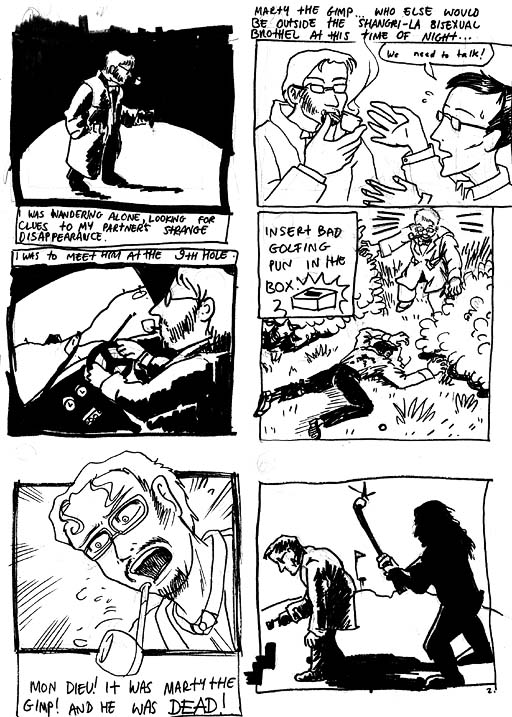 I WAS WANDERING ALONE, LOOKING FOR
CLUES TO MY PARTNER'S STRANGE
DISAPPEARANCE.
MARTY THE GIMP... WHO ELSE WOULD
BE OUTSIDE THE SHANGRI-LA BISEXUAL
BROTHEL AT THIS TIME OF NIGHT...
We need to talk!
I WAS TO MEET HIM AT THE 9TH HOLE.
INSERT BAD
GOLFING
PUN IN THE
BOX
MON DIEU! IT WAS MARTY THE
GIMP! AND HE WAS DEAD!
2.